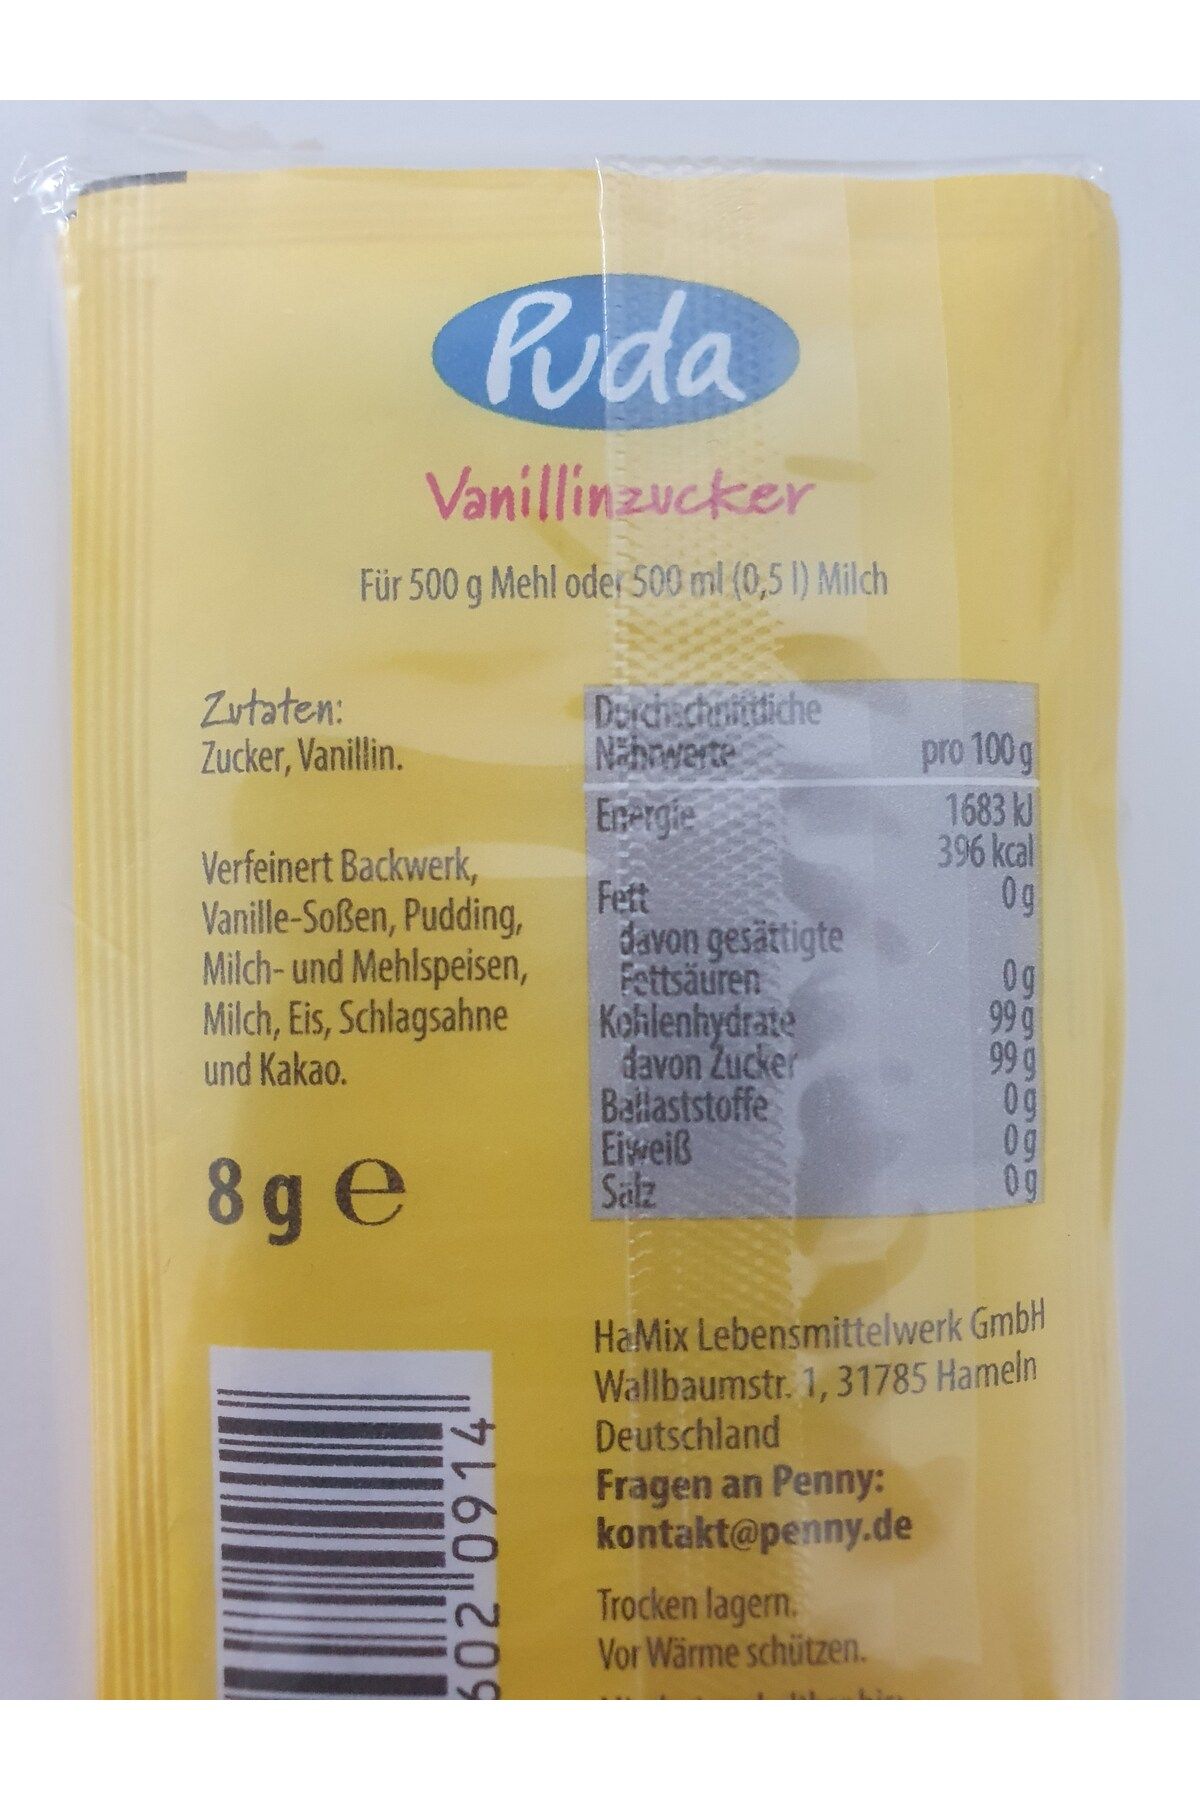 Puda
Vanillinzucker
Für 500 g Mehl oder 500 ml (0,5 l) Milch
Zutaten:
Zucker, Vanillin.
Verfeinert Backwerk,
Vanille-Soßen, Pudding,
Milch- und Mehlspeisen,
Milch, Eis, Schlagsahne
und Kakao.
8 g ℮
Durchschnittliche
Nährwerte pro 100 g
Energie 1683 kJ
396 kcal
Fett 0 g
davon gesättigte
Fettsäuren 0 g
Kohlenhydrate 99 g
davon Zucker 99 g
Ballaststoffe 0 g
Eiweiß 0 g
Salz 0 g
HaMix Lebensmittelwerk GmbH
Wallbaumstr. 1, 31785 Hameln
Deutschland
Fragen an Penny:
kontakt@penny.de
Trocken lagern.
Vor Wärme schützen.
602 0914